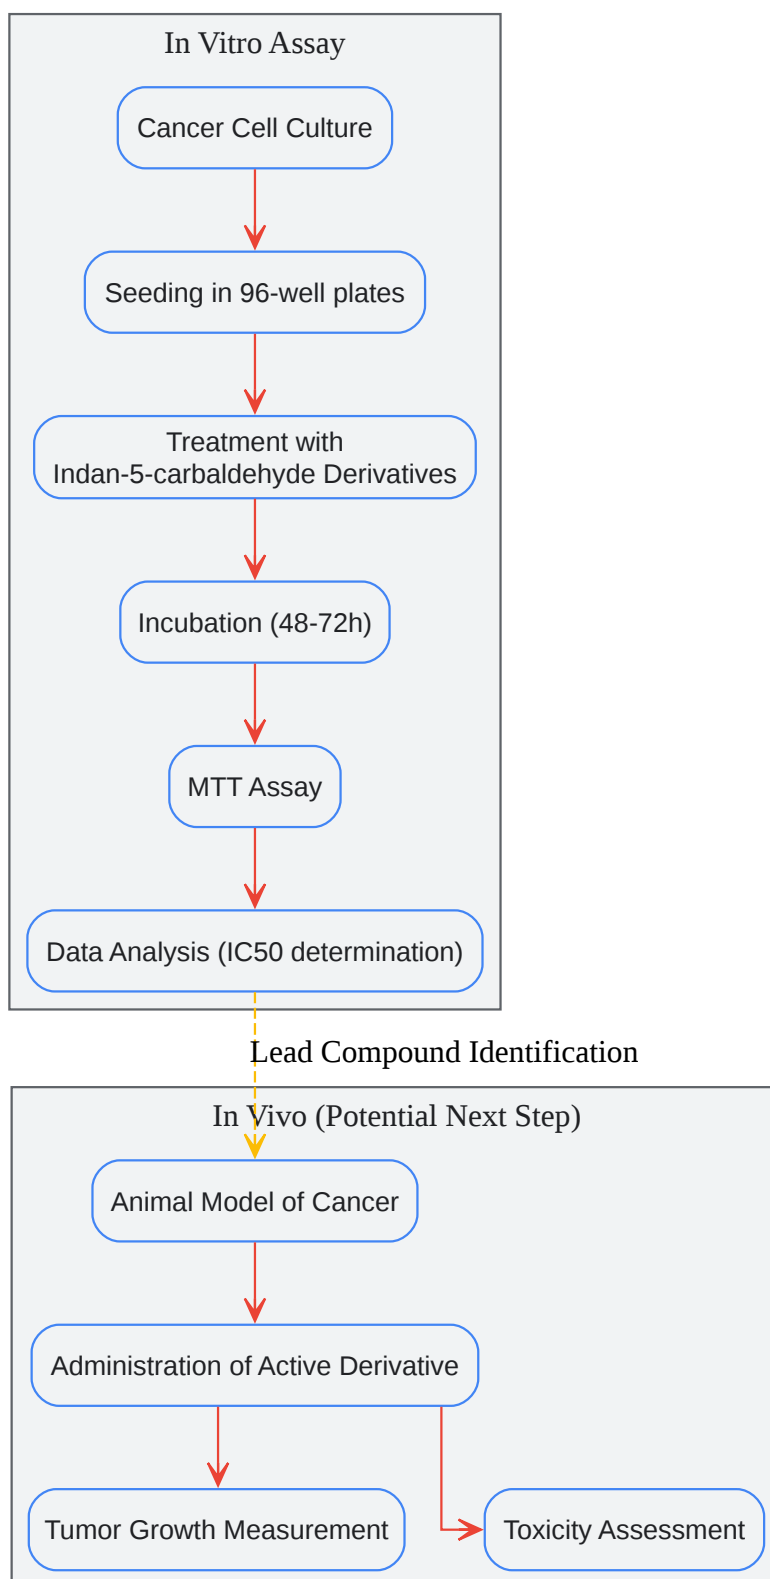 In Vitro Assay
Cancer Cell Culture
Seeding in 96-well plates
Treatment with
Indan-5-carbaldehyde Derivatives
Incubation (48-72h)
MTT Assay
Data Analysis (IC50 determination)
Lead Compound Identification
In Vivo (Potential Next Step)
Animal Model of Cancer
Administration of Active Derivative
Tumor Growth Measurement
Toxicity Assessment